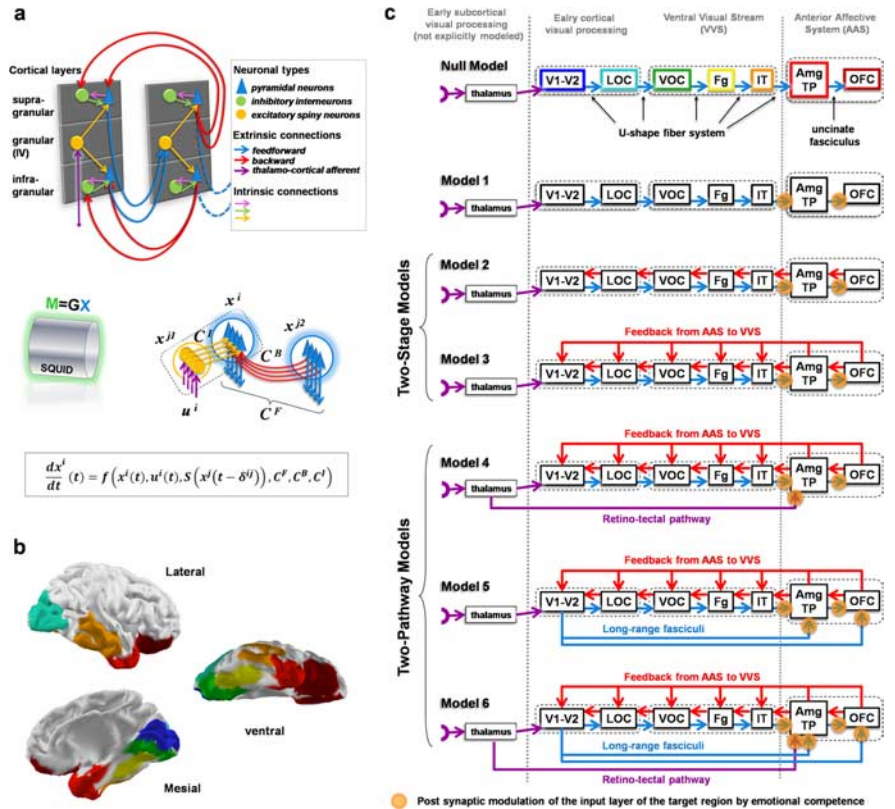 a
Cortical layers
supra-
granular
granular
(IV)
infra-
granular
Neuronal types
pyramidal neurons
inhibitory interneurons
excitatory spiny neurons
Extrinsic connections
feedforward
backward
thalamo-cortical afferent
Intrinsic connections
M=GX
SQUID
x^i
x^j1
C^I
C^B
x^j2
u^i
C^F
dx^i/dt (t) = f(x^i(t), u^i(t), S(x^j(t − δ^ij)), C^F, C^B, C^I)
b
Lateral
ventral
Mesial
c
Early subcortical
visual processing
(not explicitly modeled)
Ealry cortical
visual processing
Ventral Visual Stream
(VVS)
Anterior Affective
System (AAS)
Null Model
thalamus
V1-V2
LOC
VOC
Fg
IT
Amg
TP
OFC
U-shape fiber system
uncinate
fasciculus
Model 1
thalamus
V1-V2
LOC
VOC
Fg
IT
Amg
TP
OFC
Two-Stage Models
Model 2
thalamus
V1-V2
LOC
VOC
Fg
IT
Amg
TP
OFC
Feedback from AAS to VVS
Model 3
thalamus
V1-V2
LOC
VOC
Fg
IT
Amg
TP
OFC
Two-Pathway Models
Feedback from AAS to VVS
Model 4
thalamus
V1-V2
LOC
VOC
Fg
IT
Amg
TP
OFC
Retino-tectal pathway
Feedback from AAS to VVS
Model 5
thalamus
V1-V2
LOC
VOC
Fg
IT
Amg
TP
OFC
Long-range fasciculi
Feedback from AAS to VVS
Model 6
thalamus
V1-V2
LOC
VOC
Fg
IT
Amg
TP
OFC
Long-range fasciculi
Retino-tectal pathway
Post synaptic modulation of the input layer of the target region by emotional competence